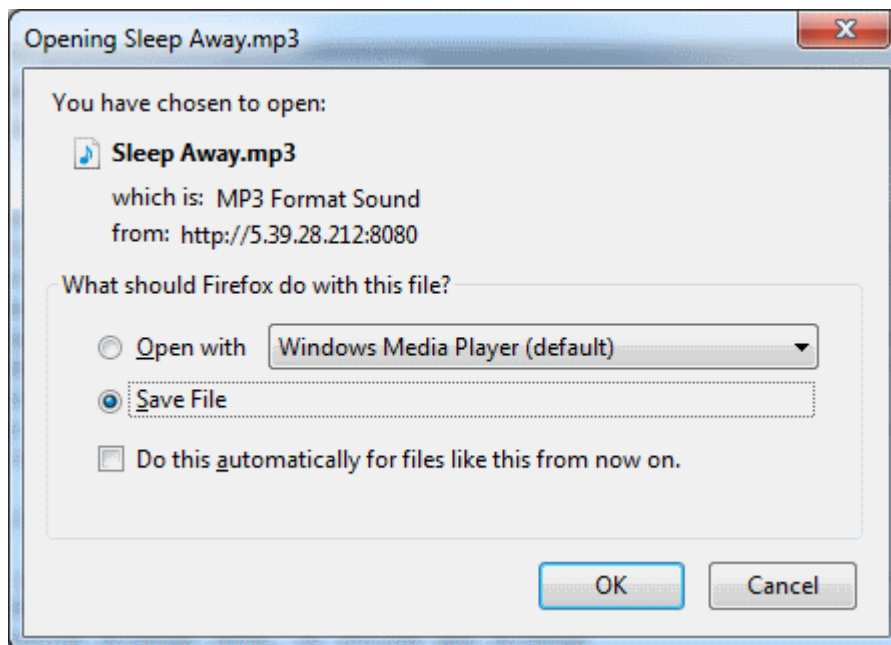 Opening Sleep Away.mp3
You have chosen to open:
Sleep Away.mp3
which is: MP3 Format Sound
from: http://5.39.28.212:8080
What should Firefox do with this file?
Open with Windows Media Player (default)
Save File
Do this automatically for files like this from now on.
OK Cancel